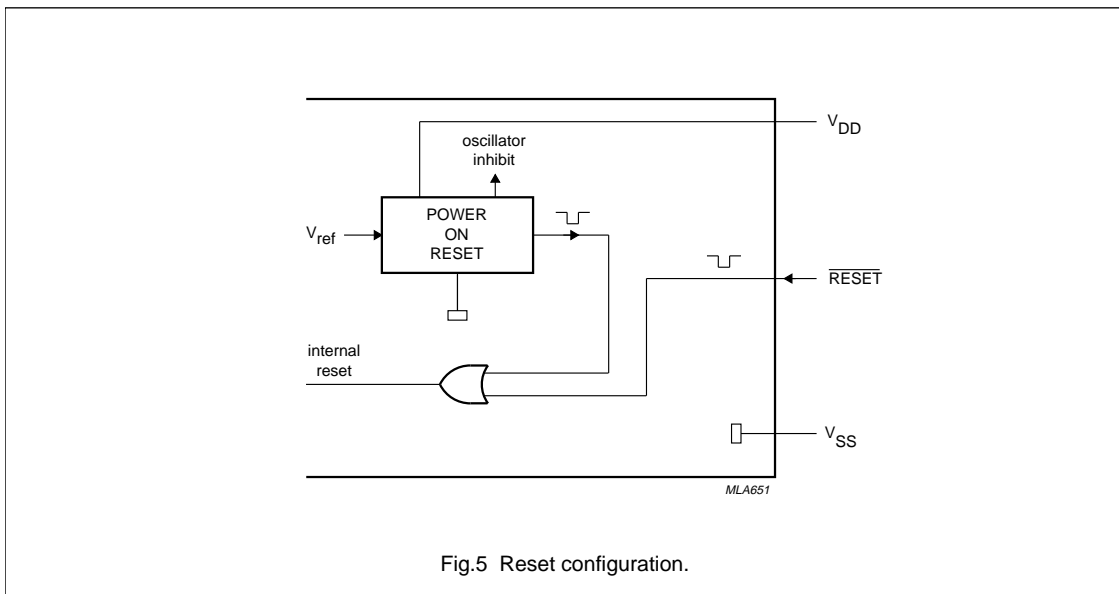 V_DD
oscillator
inhibit
POWER
ON
RESET
V_ref
RESET
internal
reset
V_SS
MLA651
Fig.5 Reset configuration.